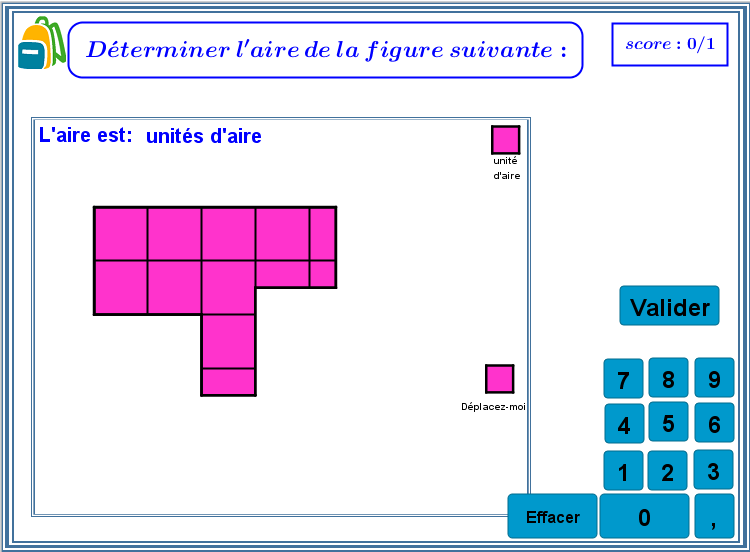 Déterminer l'aire de la figure suivante :
score : 0/1
L'aire est: unités d'aire
unité
d'aire
Valider
Déplacez-moi
7 8 9
4 5 6
1 2 3
Effacer 0 ,